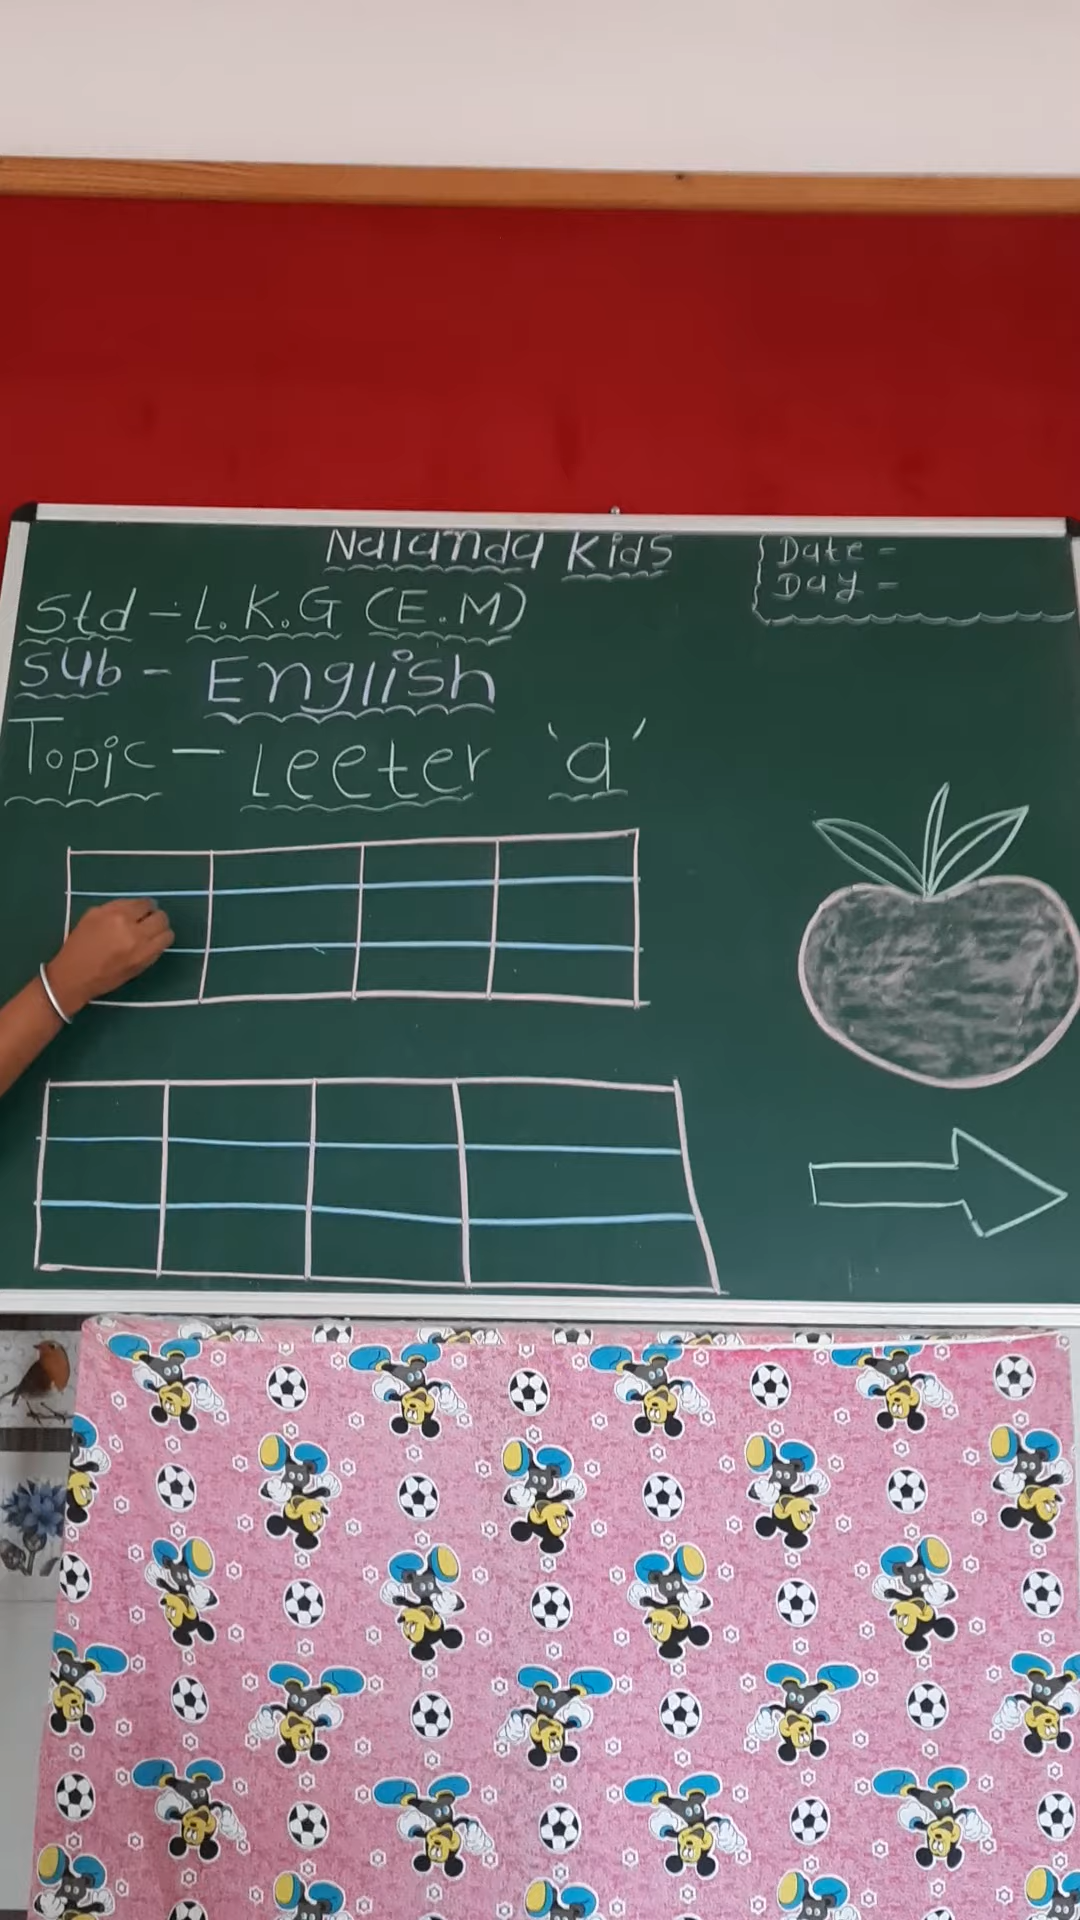 Nalanda Kids
Date -
Day -
Std - L.K.G (E.M)
Sub - English
Topic - Leeter 'a'